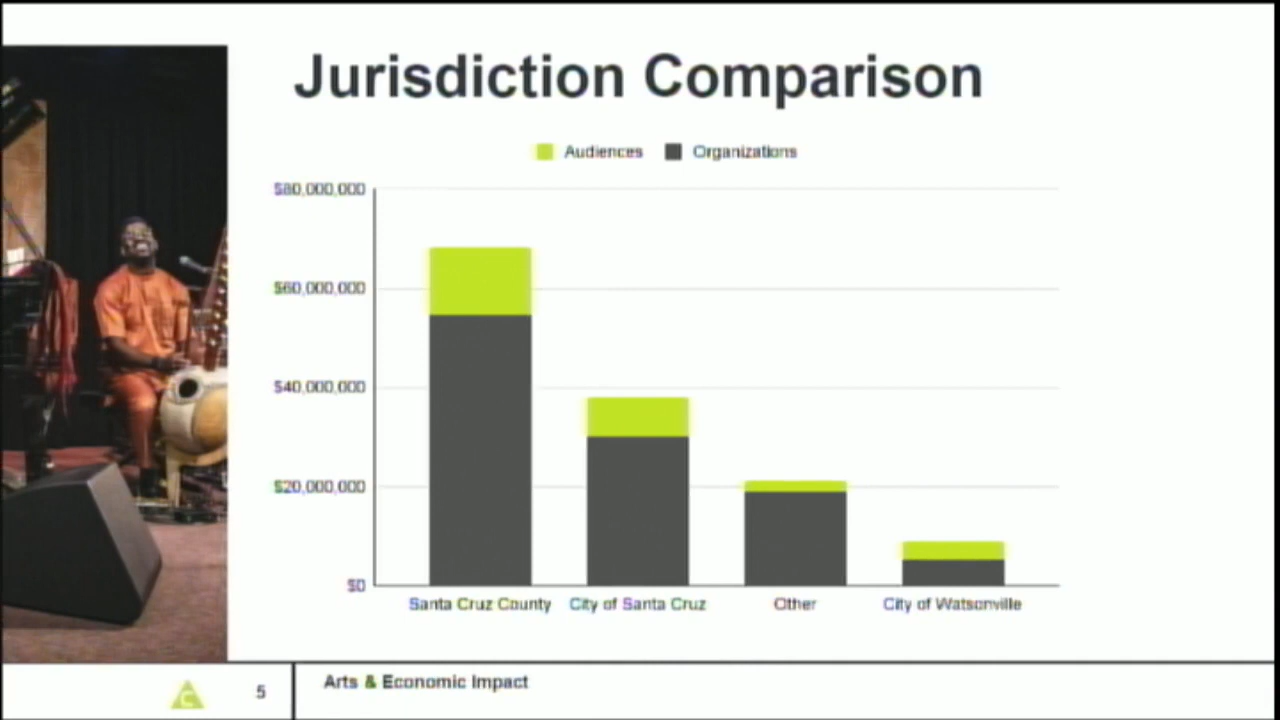 Jurisdiction Comparison
Audiences Organizations
$80,000,000
$60,000,000
$40,000,000
$20,000,000
$0
Santa Cruz County City of Santa Cruz Other City of Watsonville
C
5 Arts & Economic Impact